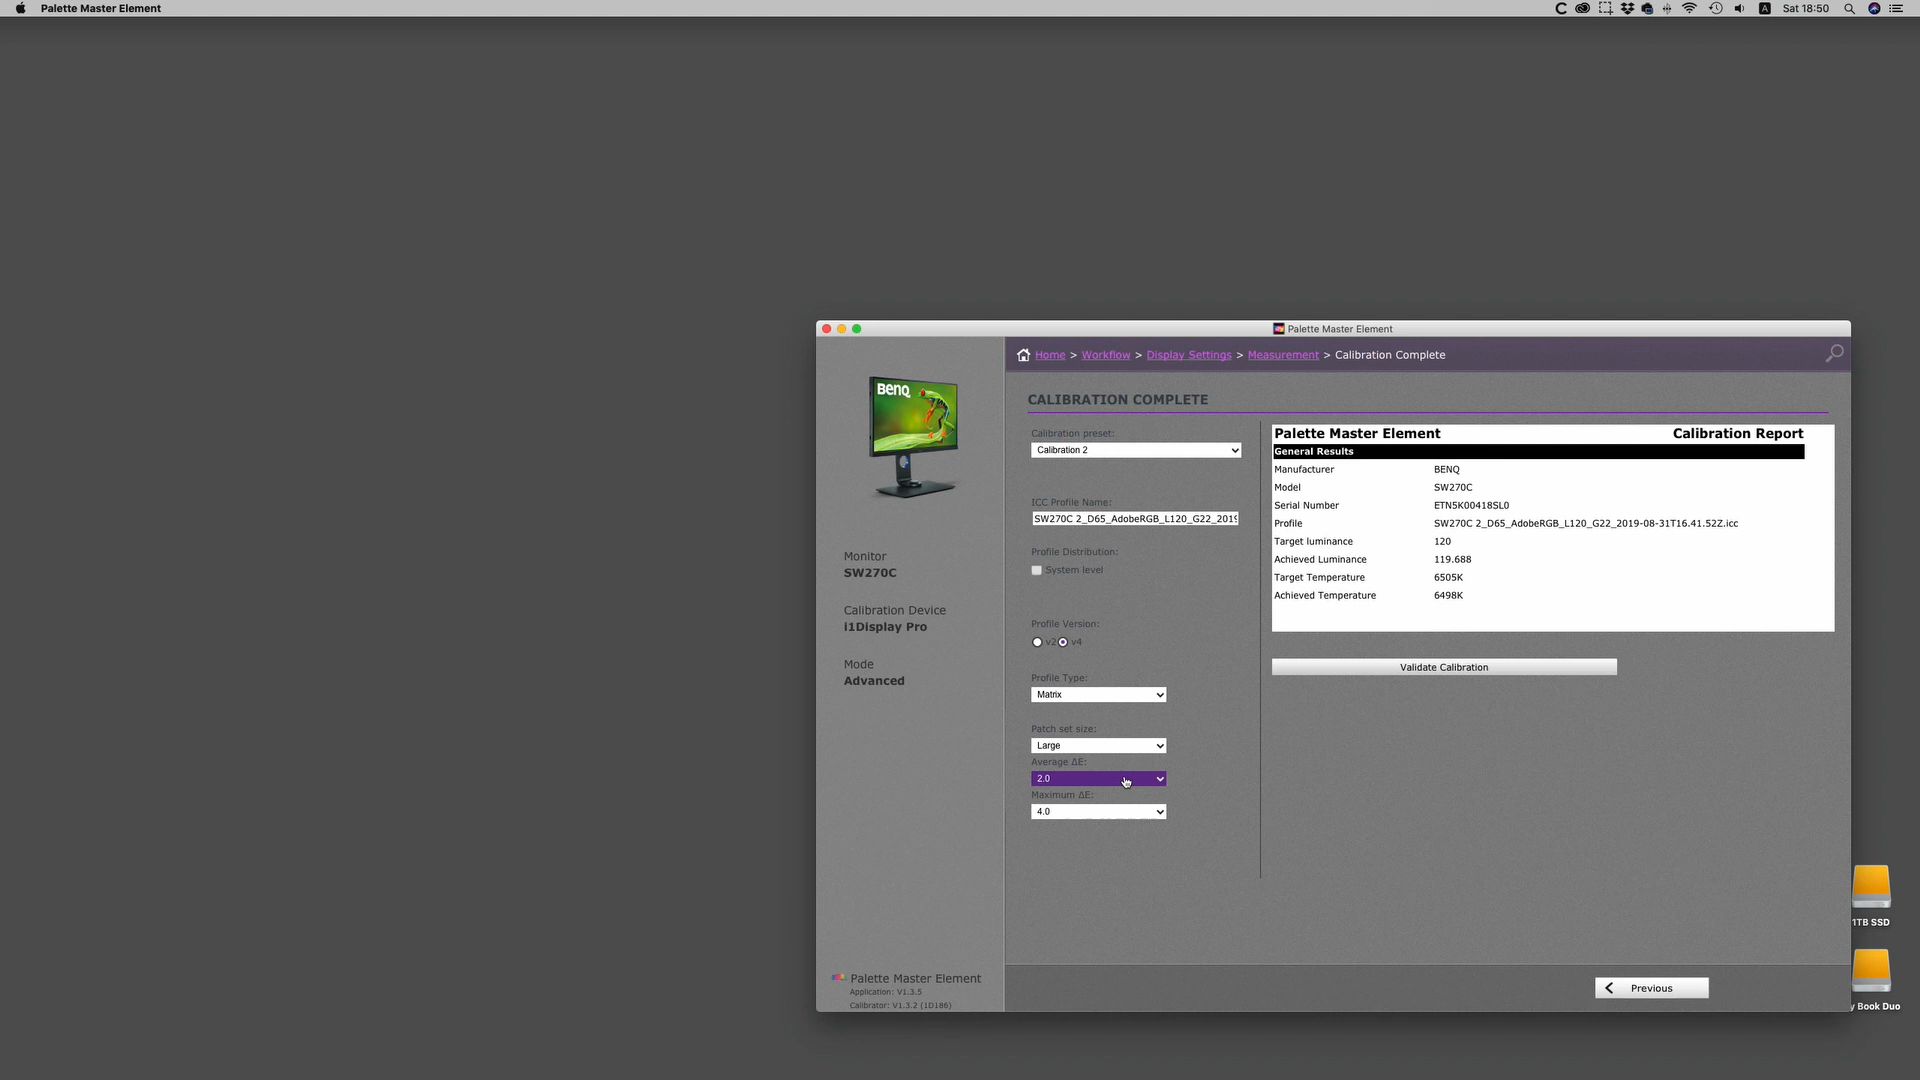 Palette Master Element
Sat 18:50
Palette Master Element
Home > Workflow > Display Settings > Measurement > Calibration Complete
BenQ
CALIBRATION COMPLETE
Calibration preset:
Calibration 2
ICC Profile Name:
SW270C 2_D65_AdobeRGB_L120_G22_2019
Profile Distribution:
System level
Profile Version:
v2 v4
Profile Type:
Matrix
Patch set size:
Large
Average ΔE:
2.0
Maximum ΔE:
4.0
Palette Master Element Calibration Report
General Results
Manufacturer BENQ
Model SW270C
Serial Number ETN5K00418SL0
Profile SW270C 2_D65_AdobeRGB_L120_G22_2019-08-31T16.41.52Z.icc
Target luminance 120
Achieved Luminance 119.688
Target Temperature 6505K
Achieved Temperature 6498K
Validate Calibration
Monitor
SW270C
Calibration Device
i1Display Pro
Mode
Advanced
Palette Master Element
Application: V1.3.5
Calibrator: V1.3.2 (1D186)
Previous
1TB SSD
y Book Duo